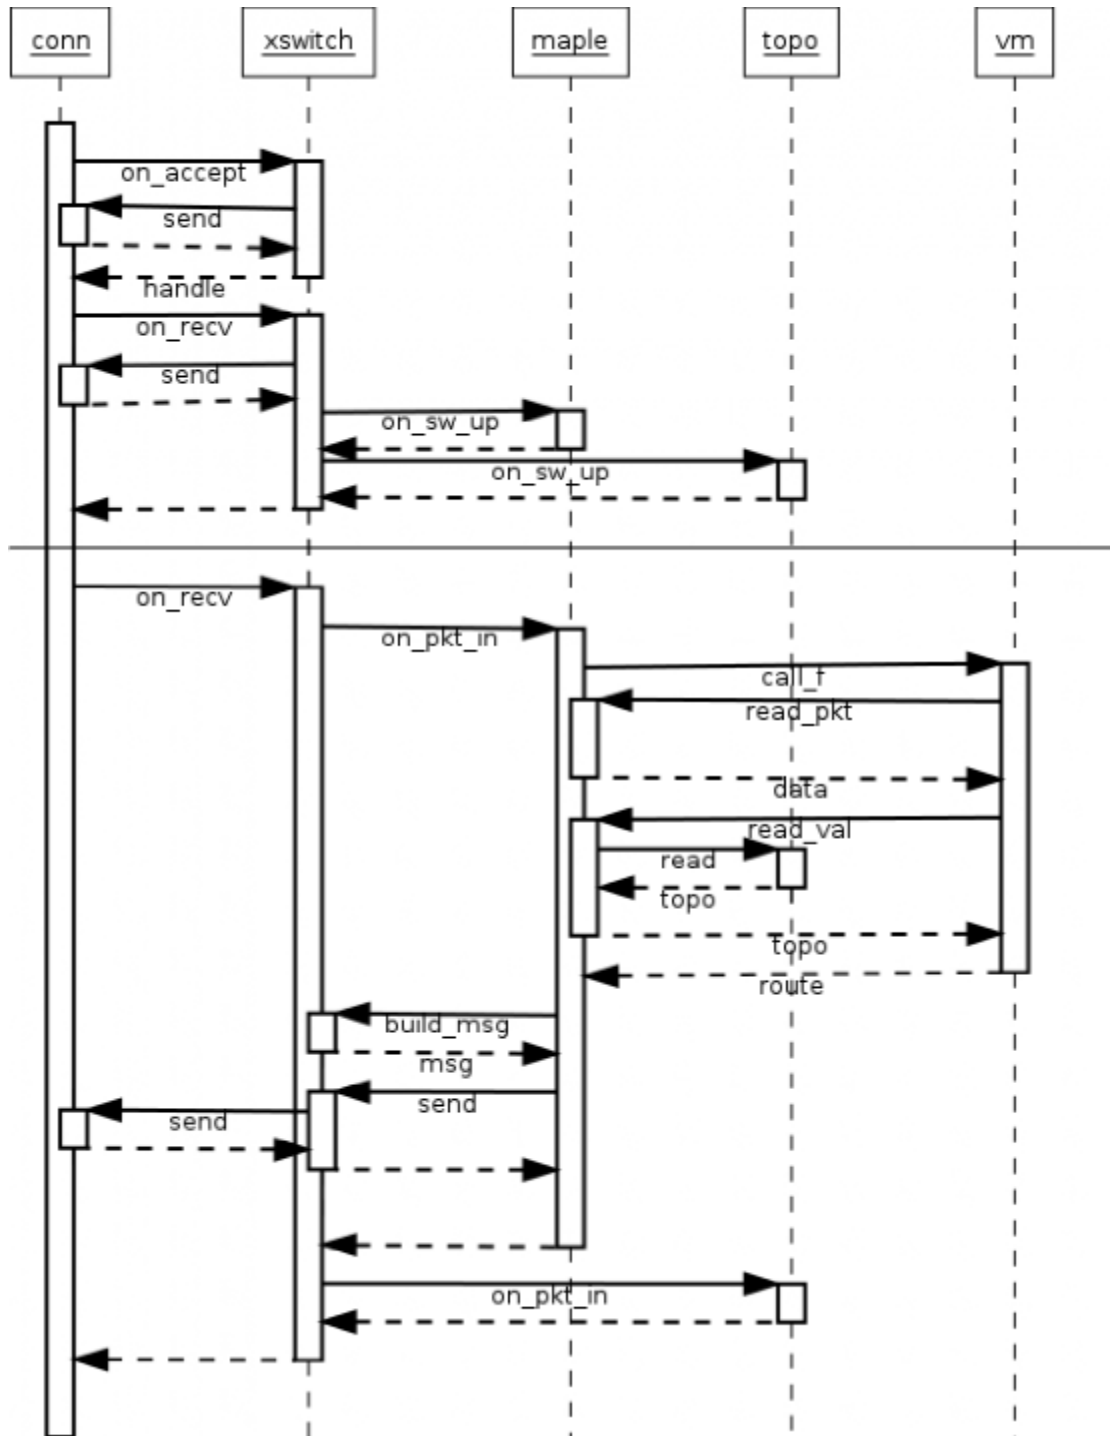 conn
xswitch
maple
topo
vm
on_accept
send
handle
on_recv
send
on_sw_up
on_sw_up
on_recv
on_pkt_in
call_f
read_pkt
data
read_val
read
topo
topo
route
build_msg
msg
send
send
on_pkt_in